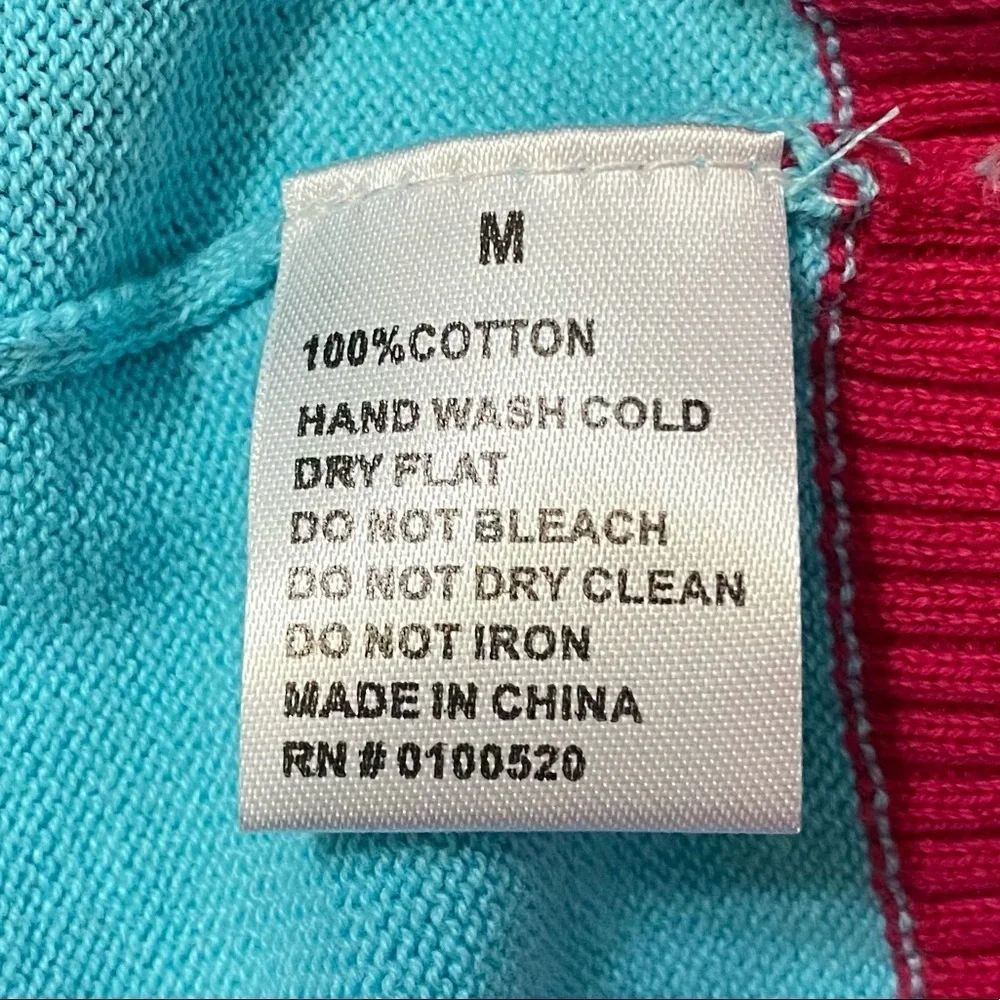 M
100%COTTON
HAND WASH COLD
DRY FLAT
DO NOT BLEACH
DO NOT DRY CLEAN
DO NOT IRON
MADE IN CHINA
RN # 0100520